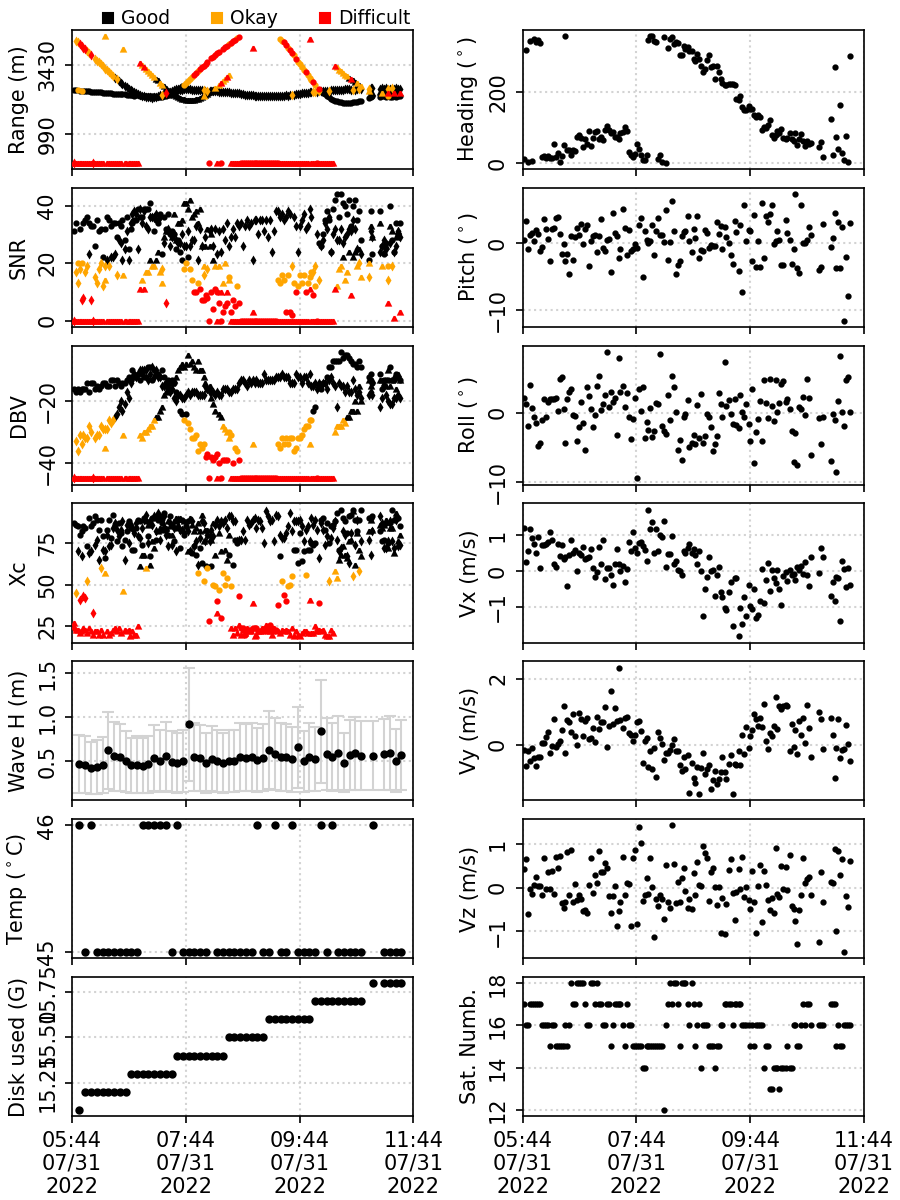 Good Okay Difficult
Range (m)
3430
990
Heading (°)
200
0
SNR
40
20
0
Pitch (°)
0
−10
DBV
−20
−40
Roll (°)
0
−10
Xc
75
50
25
Vx (m/s)
1
0
−1
Wave H (m)
1.5
1.0
0.5
Vy (m/s)
2
0
Temp (°C)
46
45
Vz (m/s)
1
0
−1
Disk used (G)
15.25
Sat. Numb.
18
16
14
12
05:44 07:44 09:44 11:44
07/31 07/31 07/31 07/31
2022 2022 2022 2022
05:44 07:44 09:44 11:44
07/31 07/31 07/31 07/31
2022 2022 2022 2022